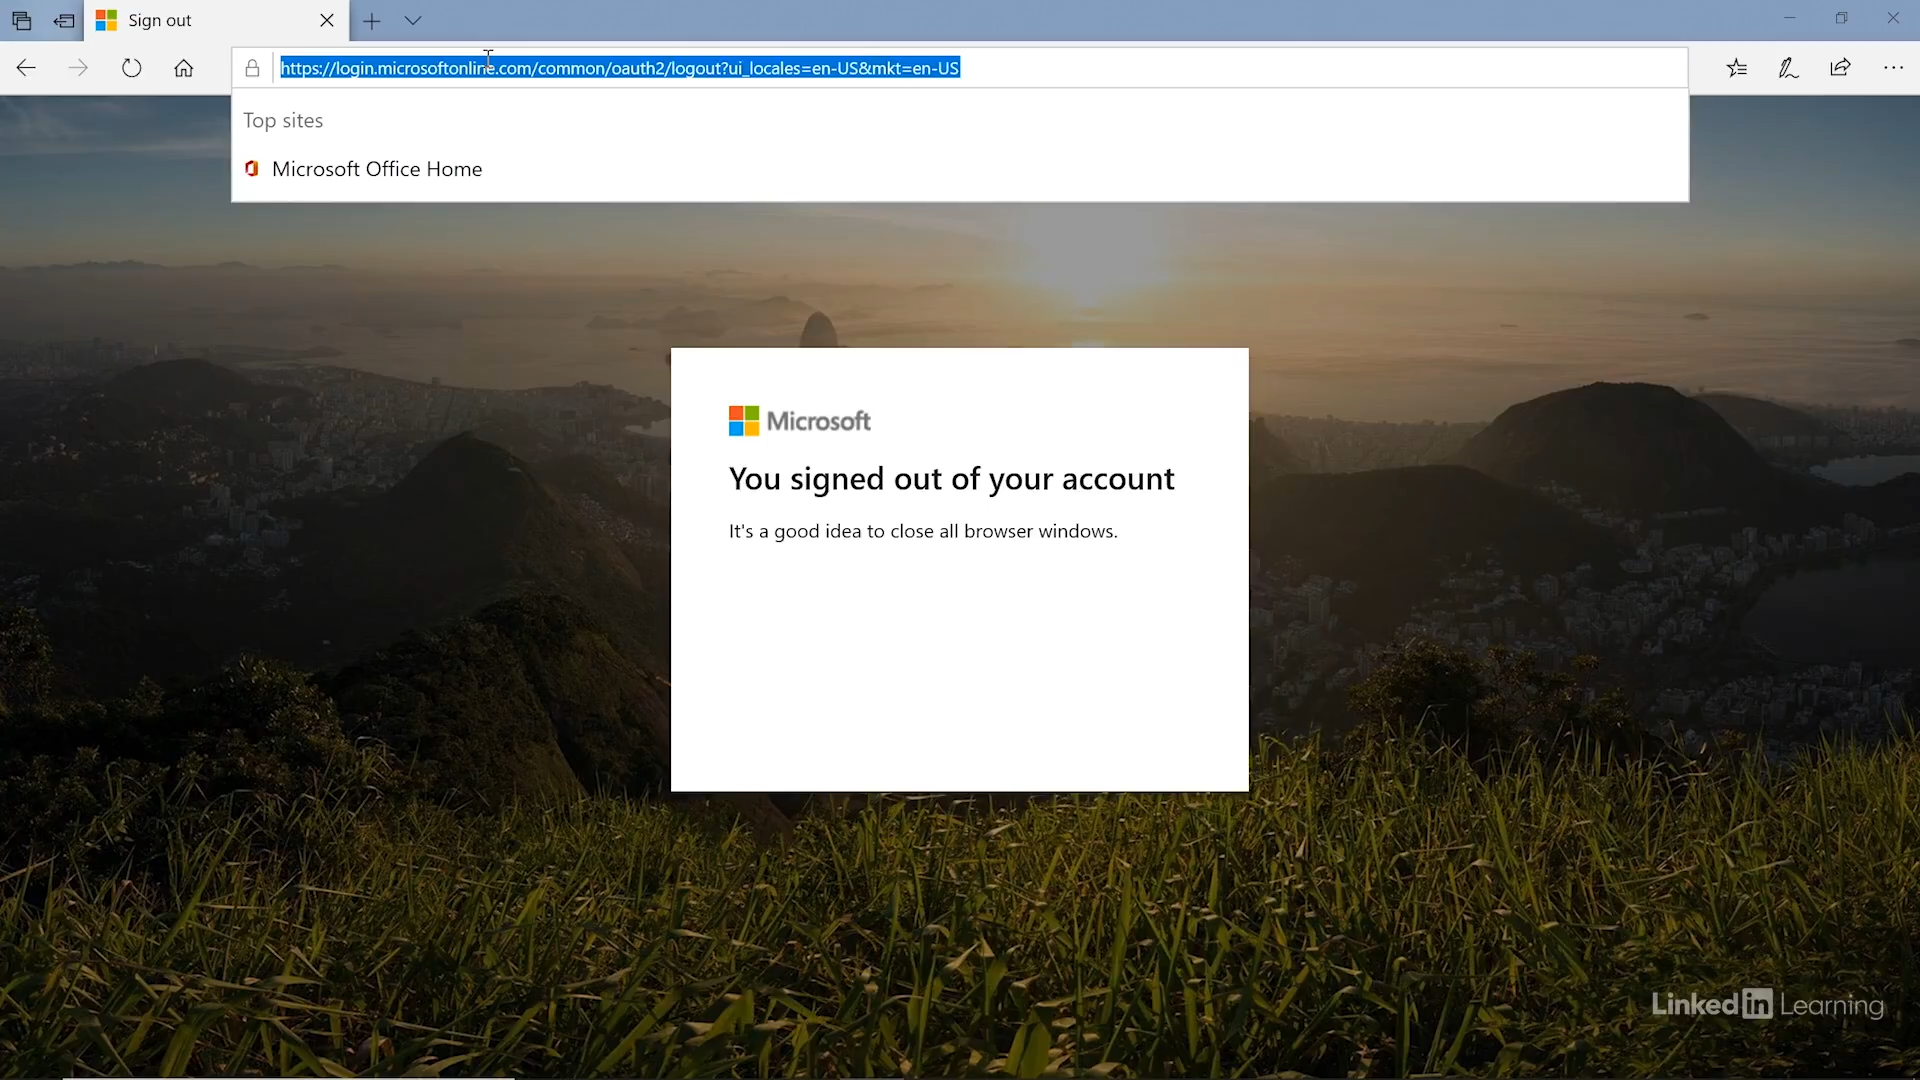 Sign out
https://login.microsoftonline.com/common/oauth2/logout?ui_locales=en-US&mkt=en-US
Top sites
Microsoft Office Home
Microsoft
You signed out of your account
It's a good idea to close all browser windows.
LinkedIn Learning